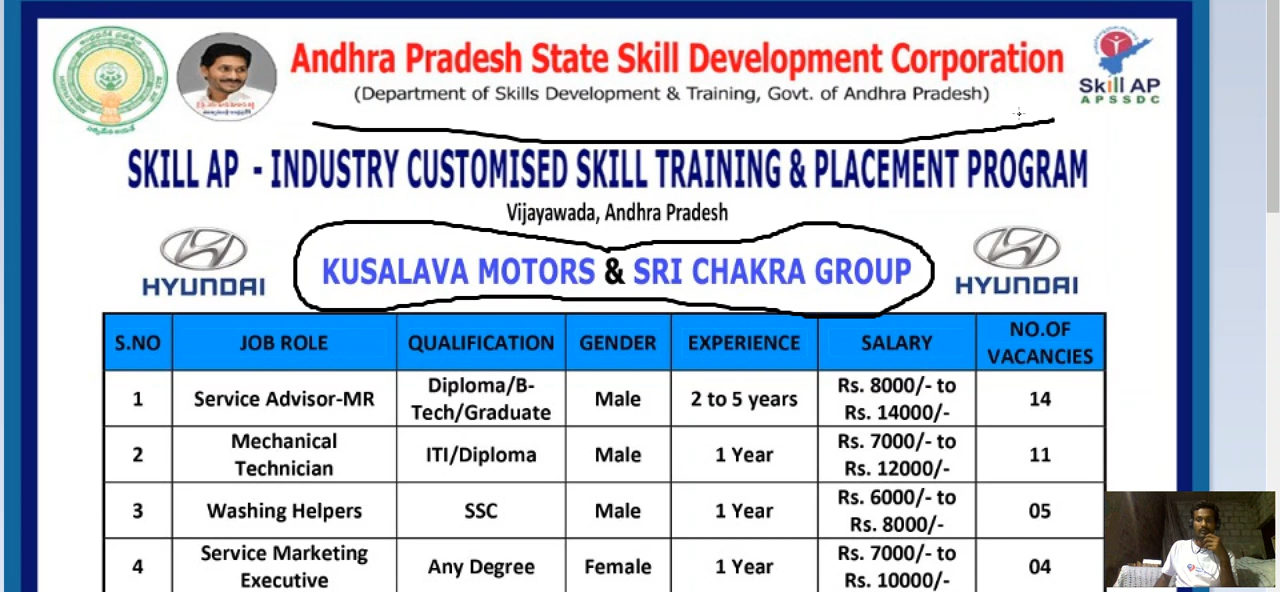 Andhra Pradesh State Skill Development Corporation
(Department of Skills Development & Training, Govt. of Andhra Pradesh)
Skill AP
APSSDC
SKILL AP - INDUSTRY CUSTOMISED SKILL TRAINING & PLACEMENT PROGRAM
Vijayawada, Andhra Pradesh
HYUNDAI
KUSALAVA MOTORS & SRI CHAKRA GROUP
HYUNDAI
S.NO JOB ROLE QUALIFICATION GENDER EXPERIENCE SALARY NO.OF VACANCIES
1 Service Advisor-MR Diploma/B-Tech/Graduate Male 2 to 5 years Rs. 8000/- to Rs. 14000/- 14
2 Mechanical Technician ITI/Diploma Male 1 Year Rs. 7000/- to Rs. 12000/- 11
3 Washing Helpers SSC Male 1 Year Rs. 6000/- to Rs. 8000/- 05
4 Service Marketing Executive Any Degree Female 1 Year Rs. 7000/- to Rs. 10000/- 04